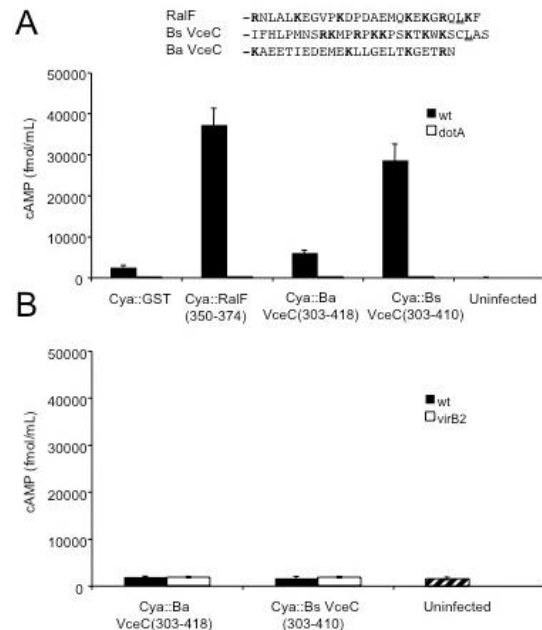 A
RalF -RNLALKEGVPKDPDAEMQKEKGRQLKF
Bs VceC -IFHLPMNSRKMPRPKKPSKTKWKSCLAS
Ba VceC -KAEETIEDEMEKLLGELTKGETRN
cAMP (fmol/mL)
50000
40000
30000
20000
10000
0
wt
dotA
Cya::GST
Cya::RalF (350-374)
Cya::Ba VceC(303-418)
Cya::Bs VceC(303-410)
Uninfected
B
cAMP (fmol/mL)
50000
40000
30000
20000
10000
0
wt
virB2
Cya::Ba VceC(303-418)
Cya::Bs VceC (303-410)
Uninfected